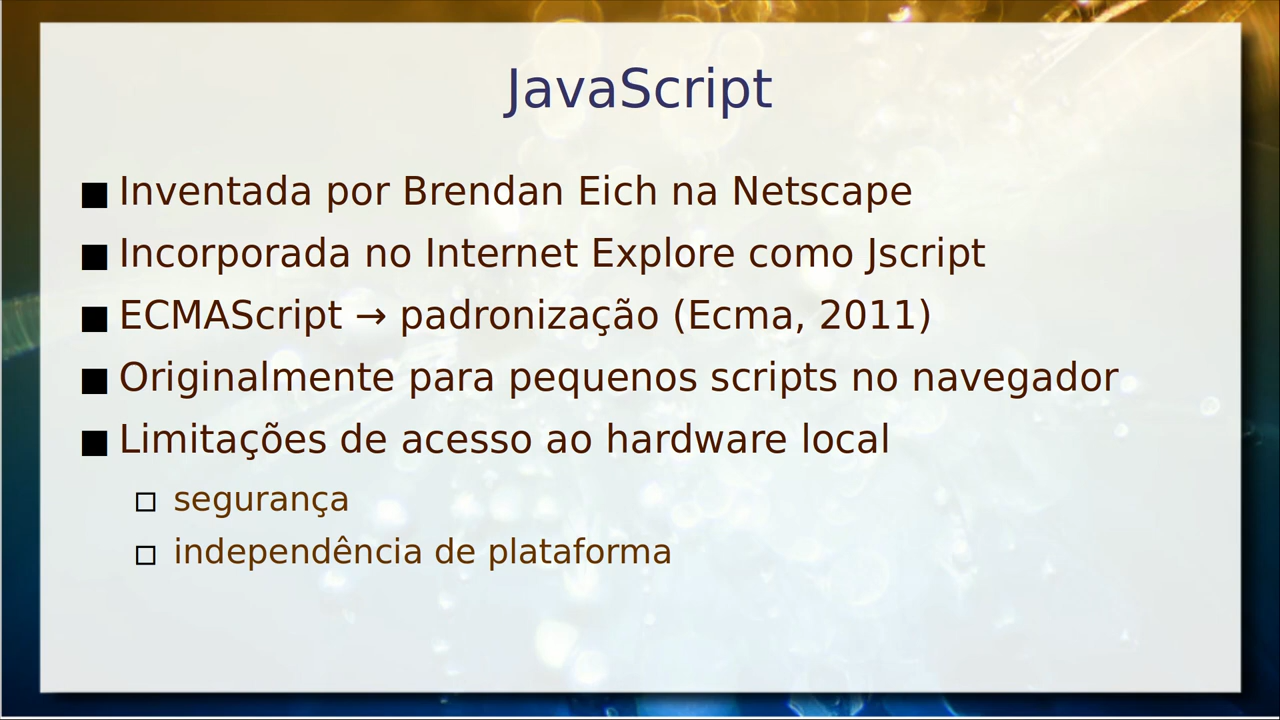 JavaScript
■ Inventada por Brendan Eich na Netscape
■ Incorporada no Internet Explore como Jscript
■ ECMAScript → padronização (Ecma, 2011)
■ Originalmente para pequenos scripts no navegador
■ Limitações de acesso ao hardware local
□ segurança
□ independência de plataforma